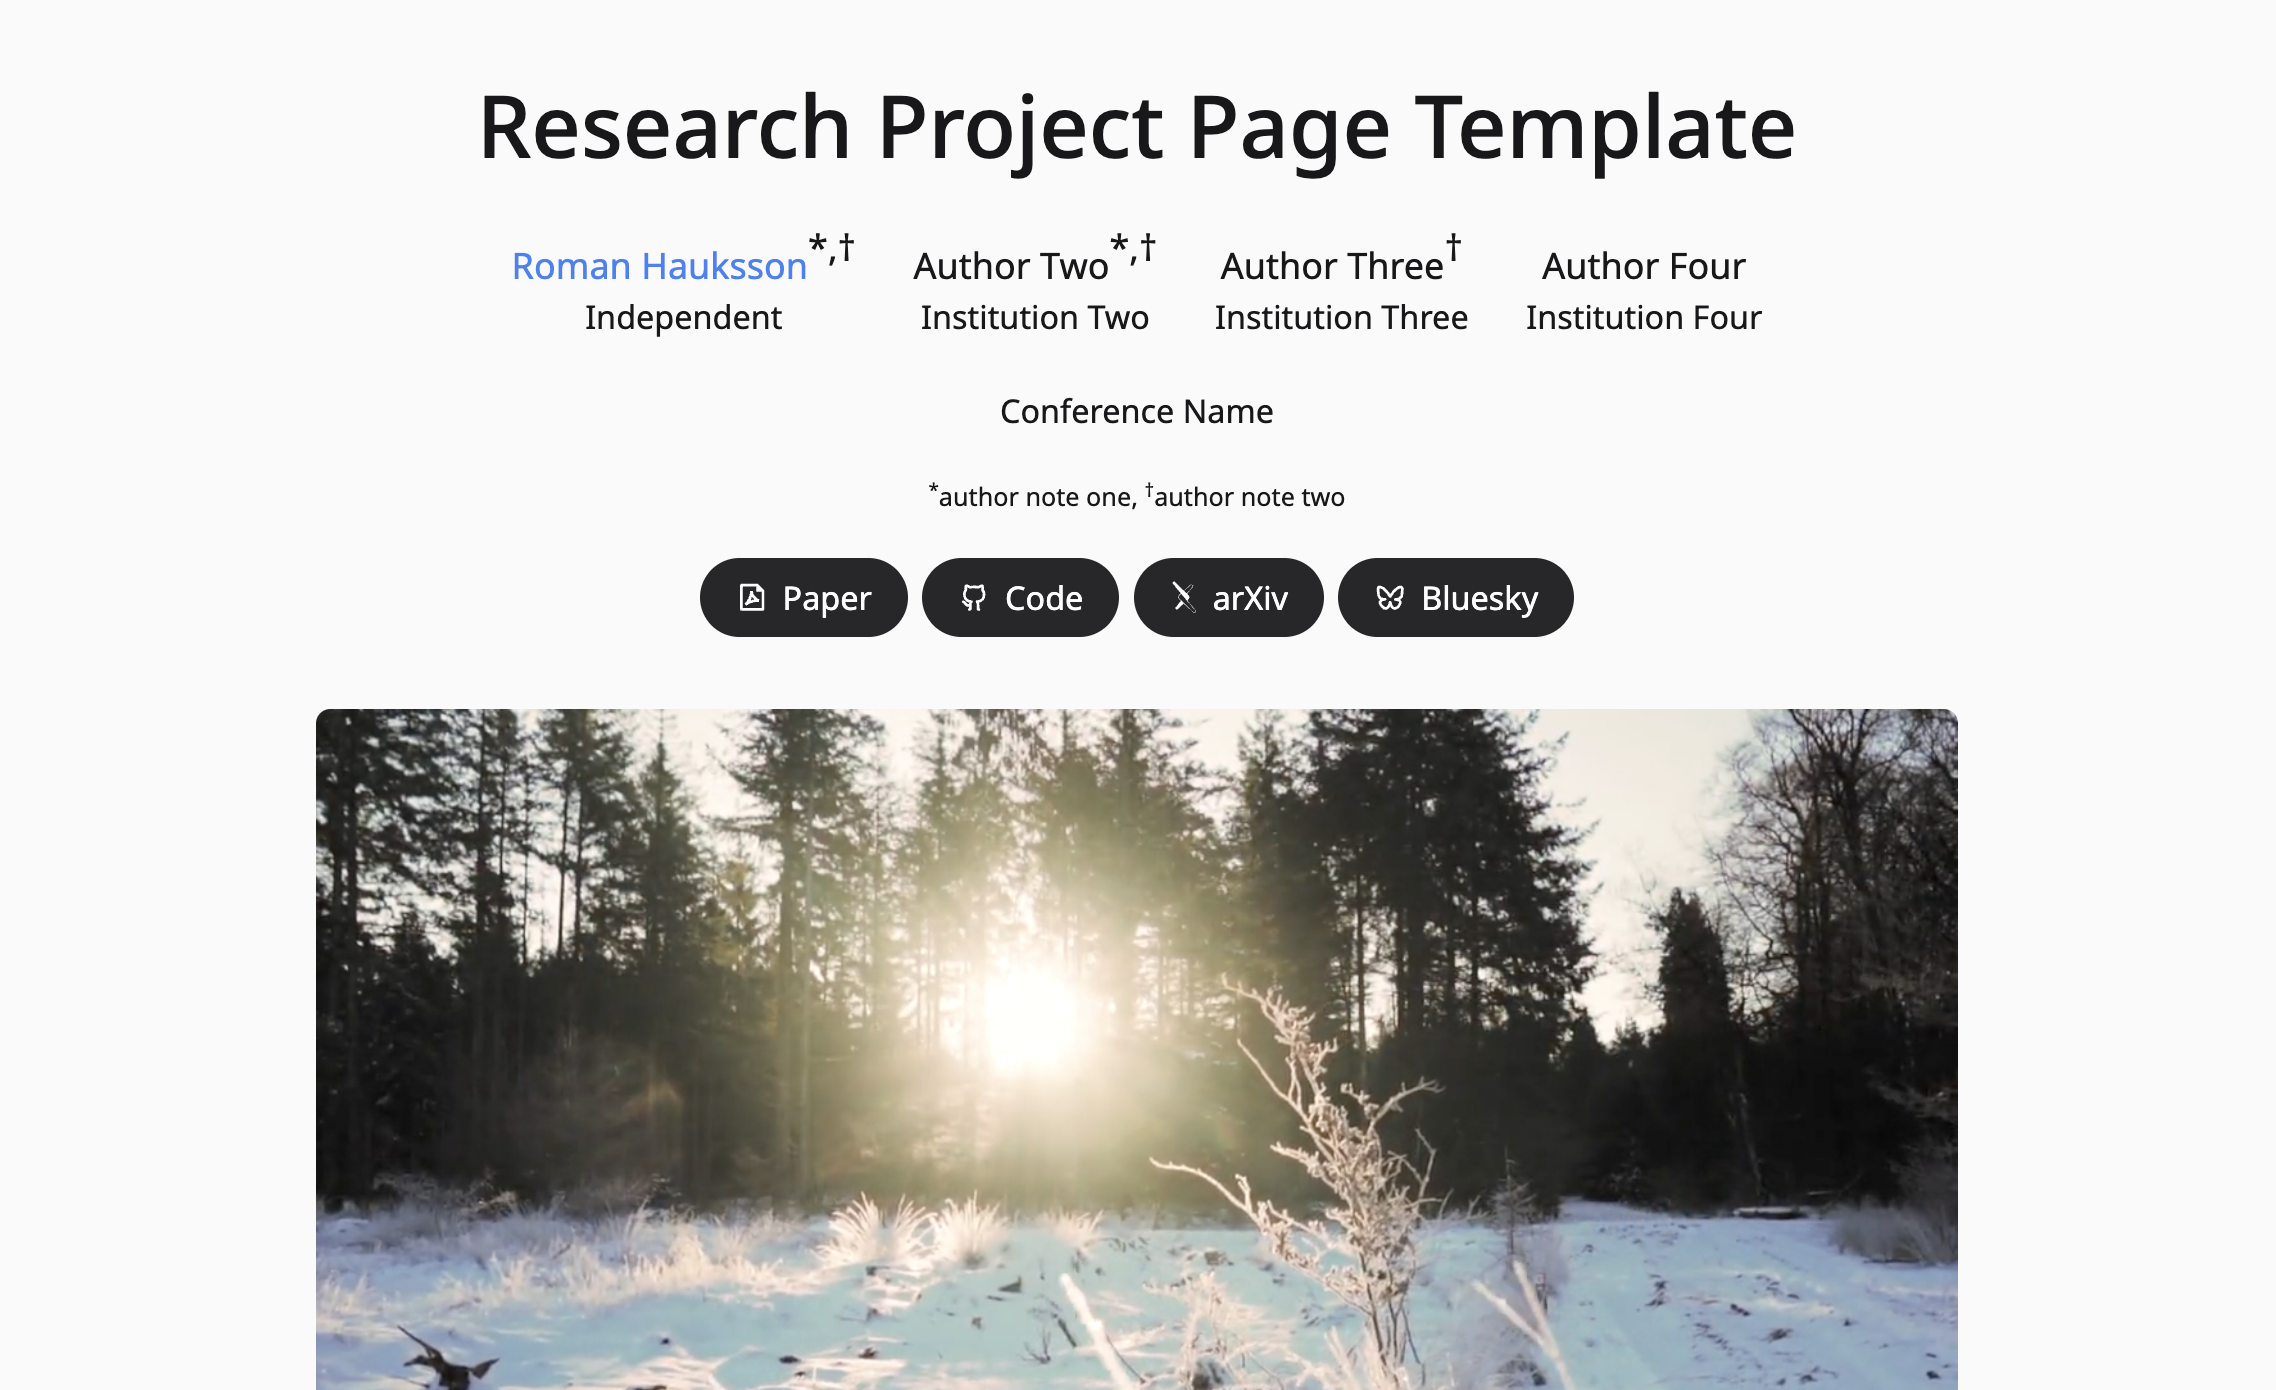 Research Project Page Template
Roman Hauksson*,† Author Two*,† Author Three† Author Four
Independent Institution Two Institution Three Institution Four
Conference Name
*author note one, †author note two
Paper Code arXiv Bluesky